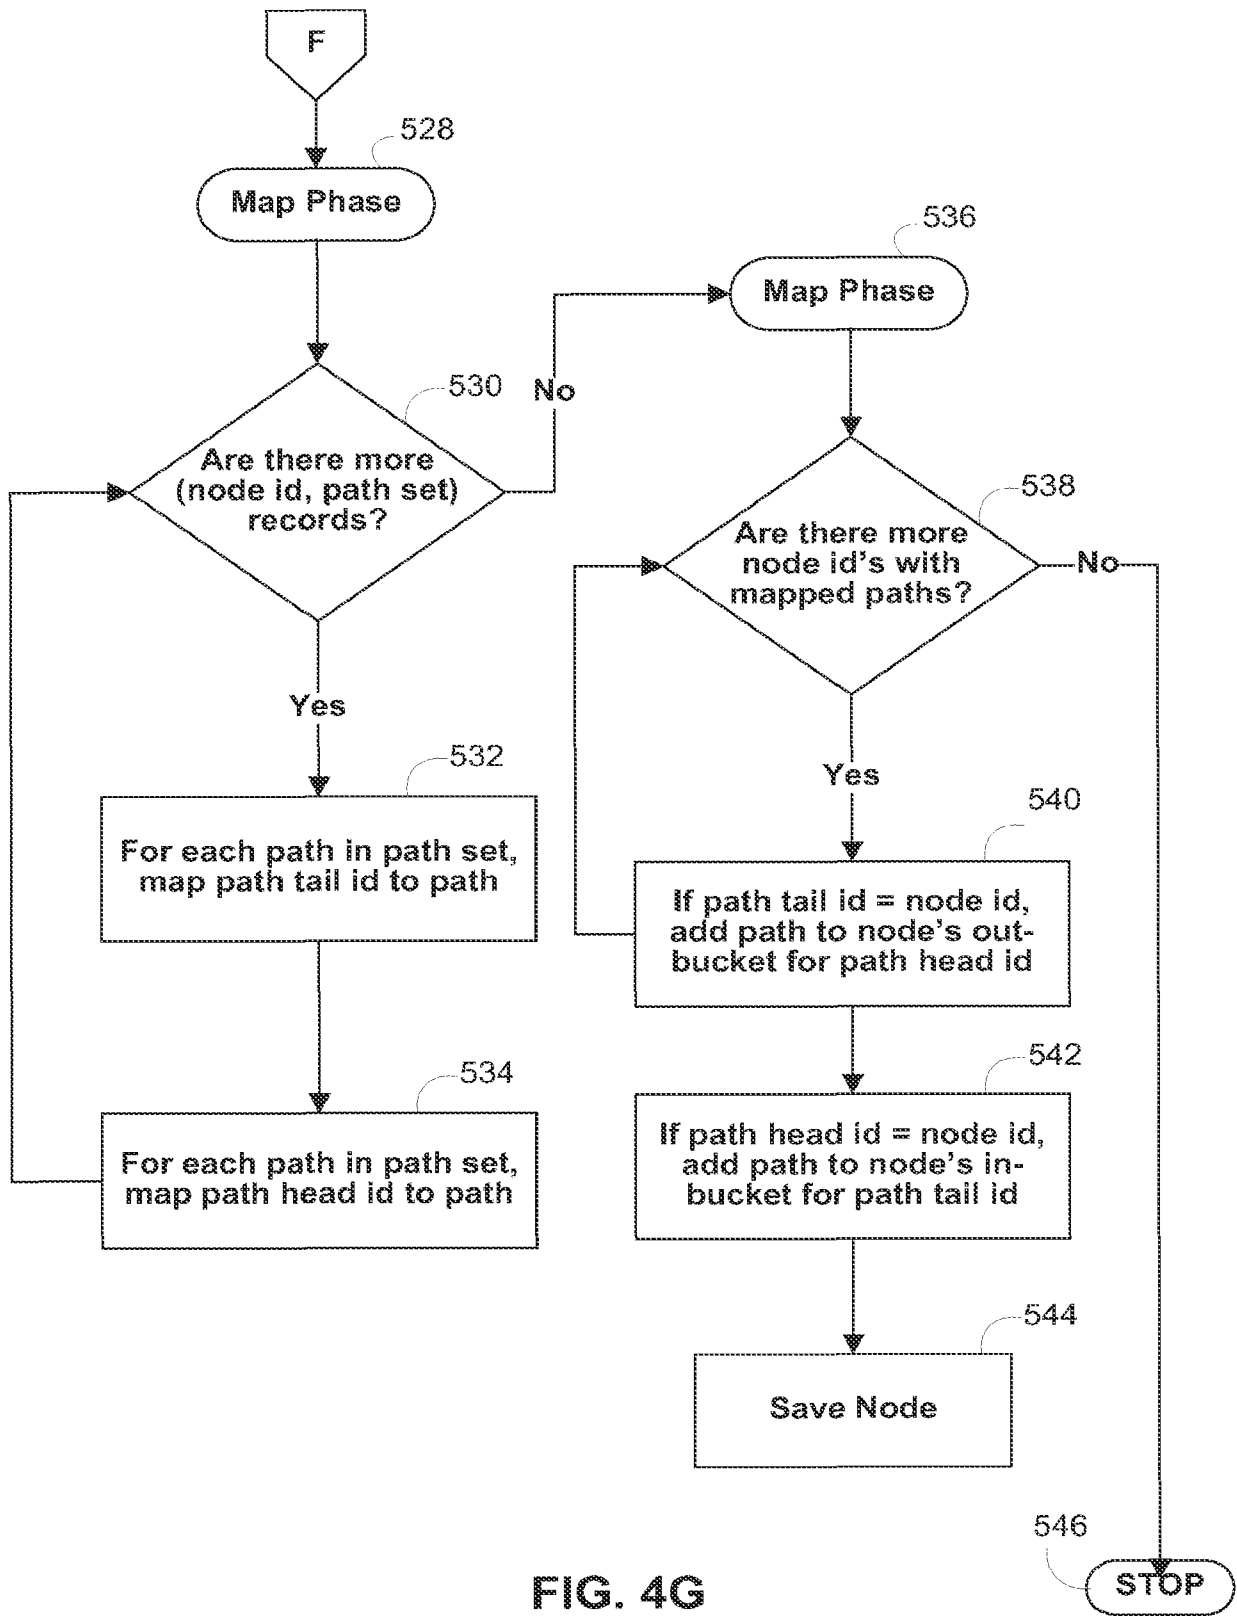 F
528
Map Phase
530
Are there more
(node id, path set)
records?
No
Yes
532
For each path in path set,
map path tail id to path
534
For each path in path set,
map path head id to path
536
Map Phase
538
Are there more
node id's with
mapped paths?
No
Yes
540
If path tail id = node id,
add path to node's out-
bucket for path head id
542
If path head id = node id,
add path to node's in-
bucket for path tail id
544
Save Node
546
STOP
FIG. 4G